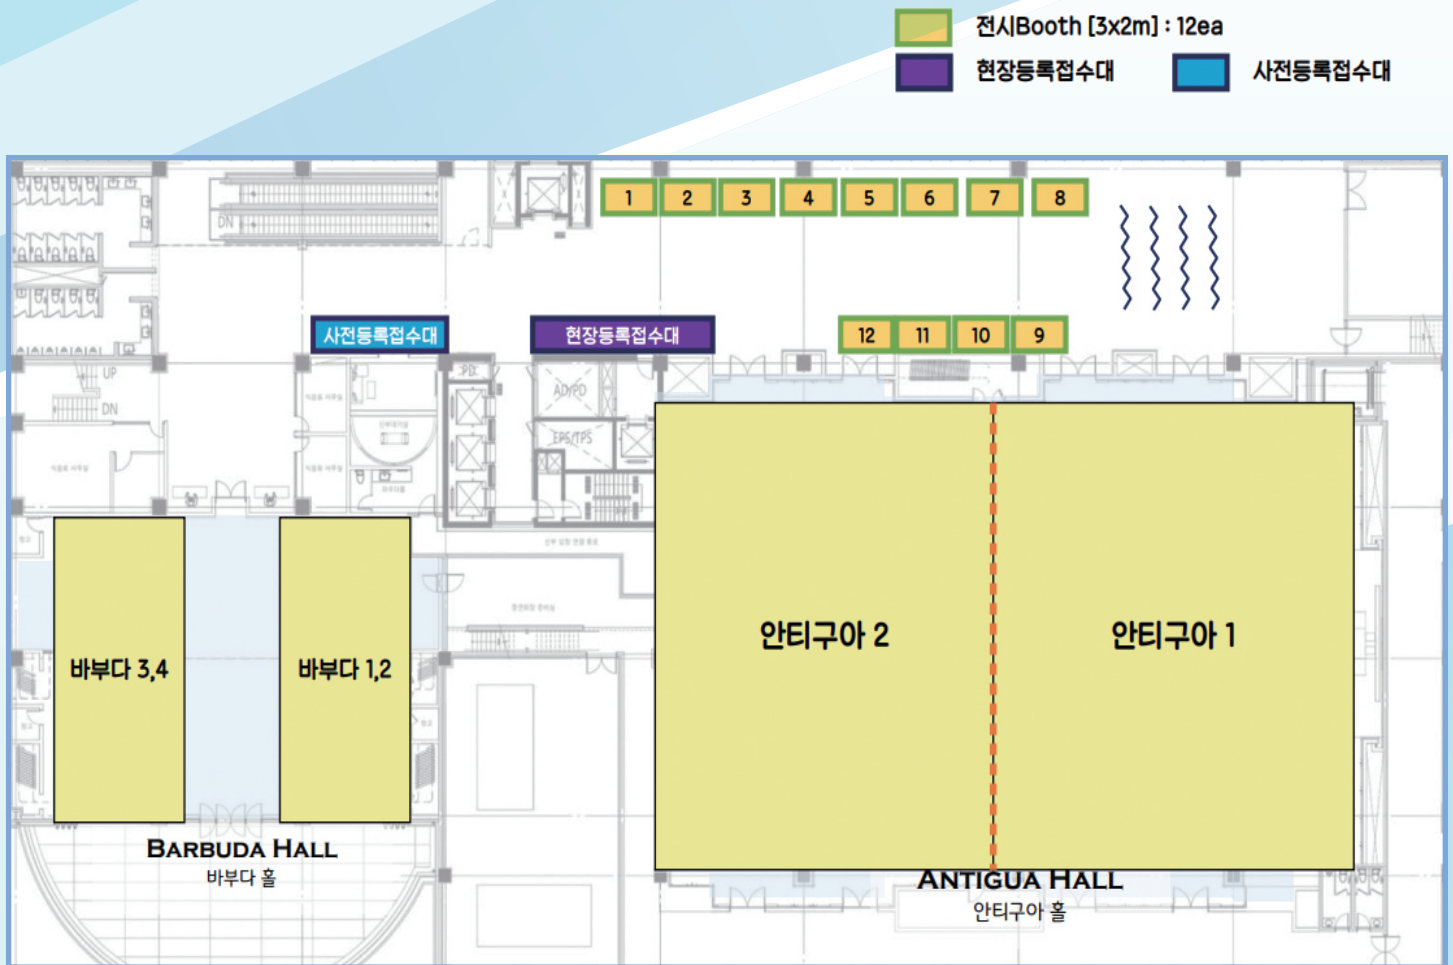 전시Booth [3x2m] : 12ea
현장등록접수대
사전등록접수대
DN
1
2
3
4
5
6
7
8
사전등록접수대
현장등록접수대
12
11
10
9
UP
DN
PD
AD/PD
EPS/TPS
안티구아 2
안티구아 1
바부다 3,4
바부다 1,2
BARBUDA HALL
바부다 홀
ANTIGUA HALL
안티구아 홀